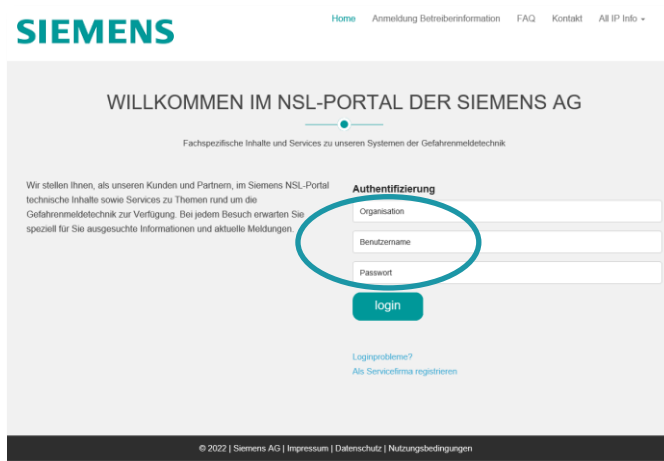 SIEMENS
Home Anmeldung Betreiberinformation FAQ Kontakt All IP Info
WILLKOMMEN IM NSL-PORTAL DER SIEMENS AG
Fachspezifische Inhalte und Services zu unseren Systemen der Gefahrenmeldetechnik
Wir stellen Ihnen, als unseren Kunden und Partnern, im Siemens NSL-Portal
technische Inhalte sowie Services zu Themen rund um die
Gefahrenmeldetechnik zur Verfügung. Bei jedem Besuch erwarten Sie
speziell für Sie ausgesuchte Informationen und aktuelle Meldungen.
Authentifizierung
Organisation
Benutzername
Passwort
login
Loginprobleme?
Als Servicefirma registrieren
© 2022 | Siemens AG | Impressum | Datenschutz | Nutzungsbedingungen